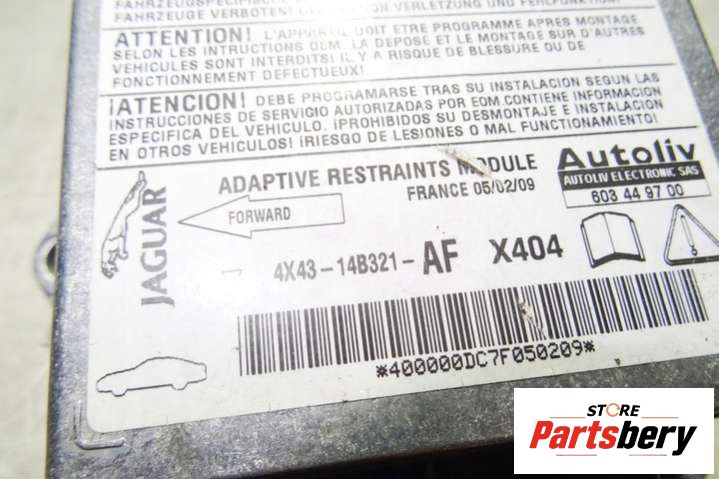 FAHRZEUGE VERBOTEN!
ATTENTION! L'APPAREIL DOIT ETRE PROGRAMME APRES MONTAGE
SELON LES INTRUCTIONS OEM. LA DEPOSE ET LE MONTAGE SUR D'AUTRES
VEHICULES SONT INTERDITS! IL Y A RISQUE DE BLESSURE OU DE
FONCTIONNEMENT DEFECTUEUX!
¡ATENCION! DEBE PROGRAMARSE TRAS SU INSTALACION SEGUN LAS
INSTRUCCIONES DE SERVICIO AUTORIZADAS POR EOM.CONTIENE INFORMACION
ESPECIFICA DEL VEHICULO. ¡PROHIBIDOS SU DESMONTAJE E INSTALACION
EN OTROS VEHICULOS! ¡RIESGO DE LESIONES O MAL FUNCTIONAMIENTO!
ADAPTIVE RESTRAINTS MODULE
FRANCE 05/02/09
Autoliv
AUTOLIV ELECTRONIC SAS
603 44 97 00
JAGUAR
FORWARD
4X43-14B321-AF X404
*400000DC7F050209*
STORE
Partsbery